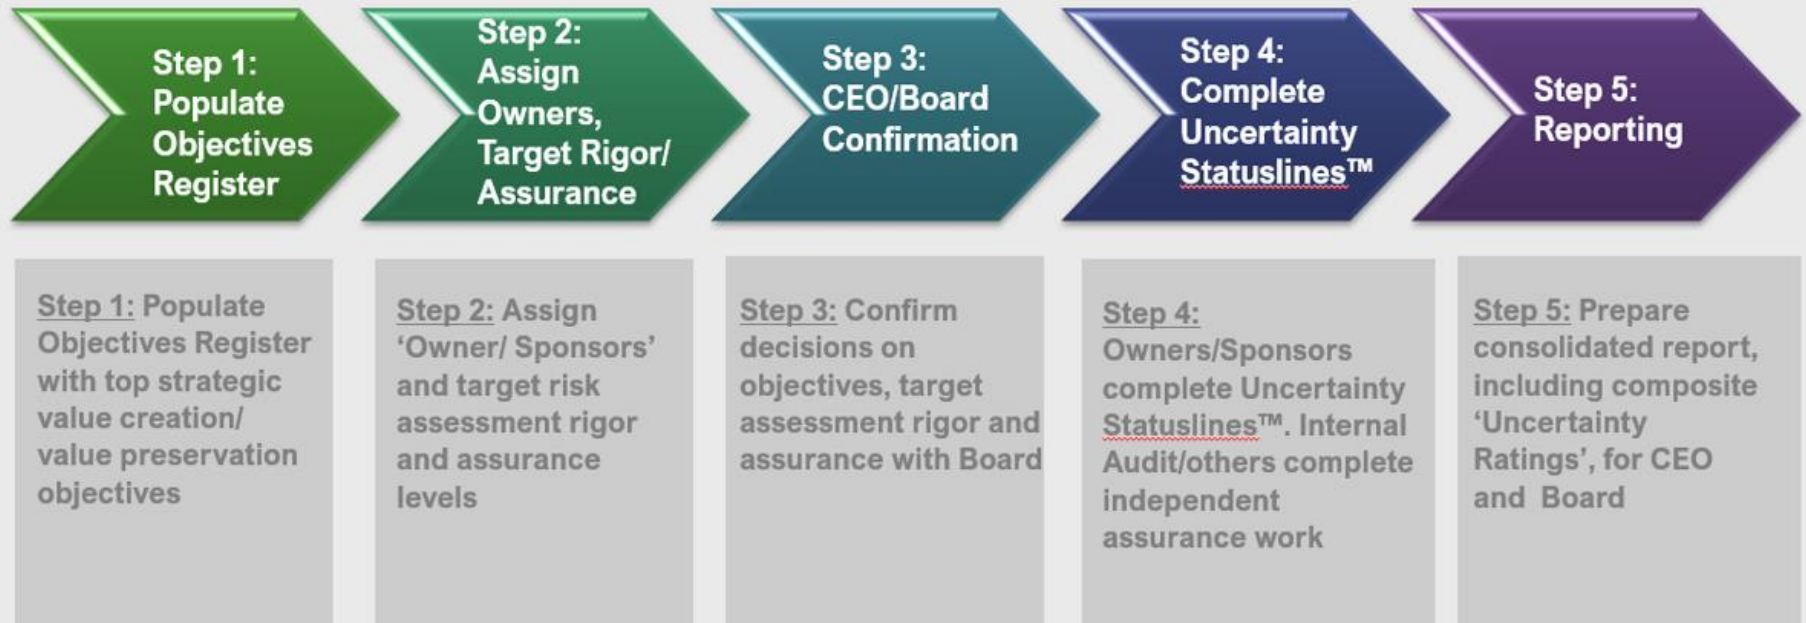 Step 1:
Populate
Objectives
Register
Step 2:
Assign
Owners,
Target Rigor/
Assurance
Step 3:
CEO/Board
Confirmation
Step 4:
Complete
Uncertainty
Statuslines™
Step 5:
Reporting
Step 1: Populate
Objectives Register
with top strategic
value creation/
value preservation
objectives
Step 2: Assign
‘Owner/ Sponsors’
and target risk
assessment rigor
and assurance
levels
Step 3: Confirm
decisions on
objectives, target
assessment rigor and
assurance with Board
Step 4:
Owners/Sponsors
complete Uncertainty
Statuslines™. Internal
Audit/others complete
independent
assurance work
Step 5: Prepare
consolidated report,
including composite
‘Uncertainty
Ratings’, for CEO
and  Board